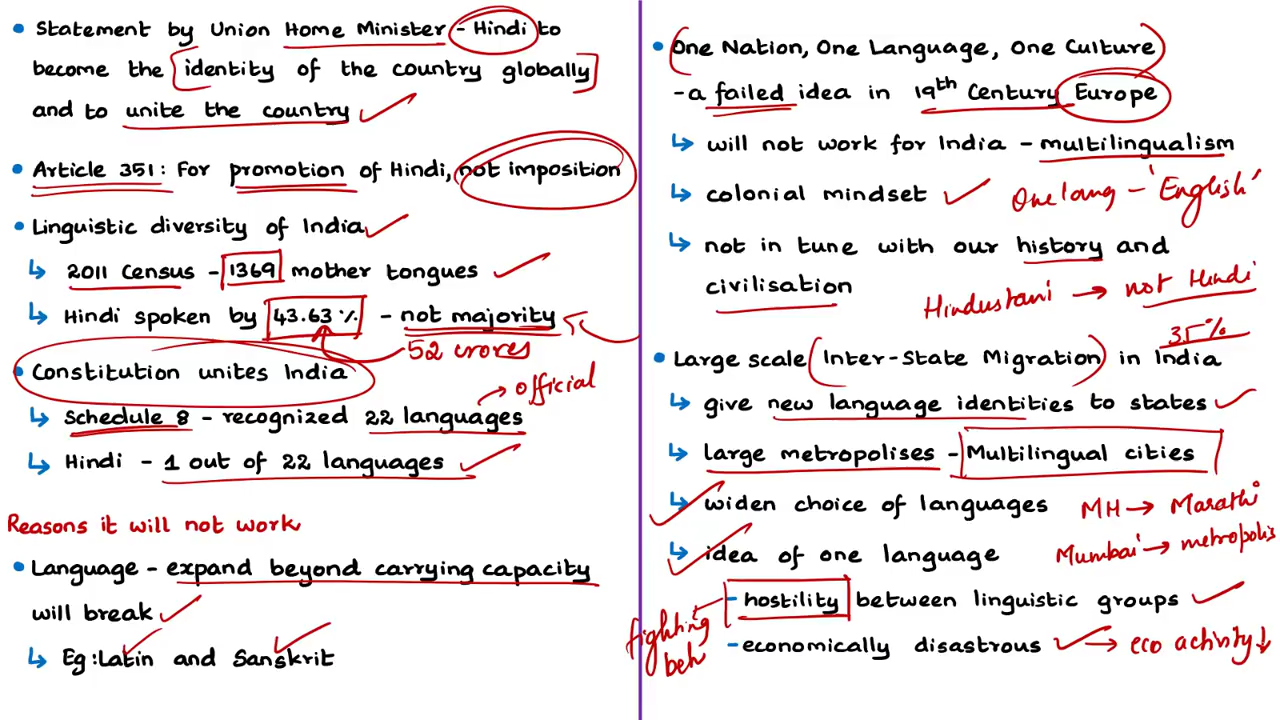 • Statement by Union Home Minister - Hindi to
become the identity of the country globally
and to unite the country
• Article 351: For promotion of Hindi, not imposition
• Linguistic diversity of India
↳ 2011 Census - 1369 mother tongues
↳ Hindi spoken by 43.63% - not majority
52 crores
• Constitution unites India
→ official
↳ Schedule 8 - recognized 22 languages
↳ Hindi - 1 out of 22 languages
Reasons it will not work
• Language - expand beyond carrying capacity
will break
↳ Eg: Latin and Sanskrit
• One Nation, One Language, One Culture
- a failed idea in 19th Century Europe
↳ will not work for India - multilingualism
↳ colonial mindset
One lang - 'English'
↳ not in tune with our history and
civilisation
Hindustani → not Hindi
35%
• Large scale (Inter-State Migration) in India
↳ give new language identities to states
↳ large metropolises - Multilingual cities
↳ widen choice of languages
MH → Marathi
↳ idea of one language
Mumbai → metropolis
- hostility between linguistic groups
fighting
beh
- economically disastrous
→ eco activity ↓